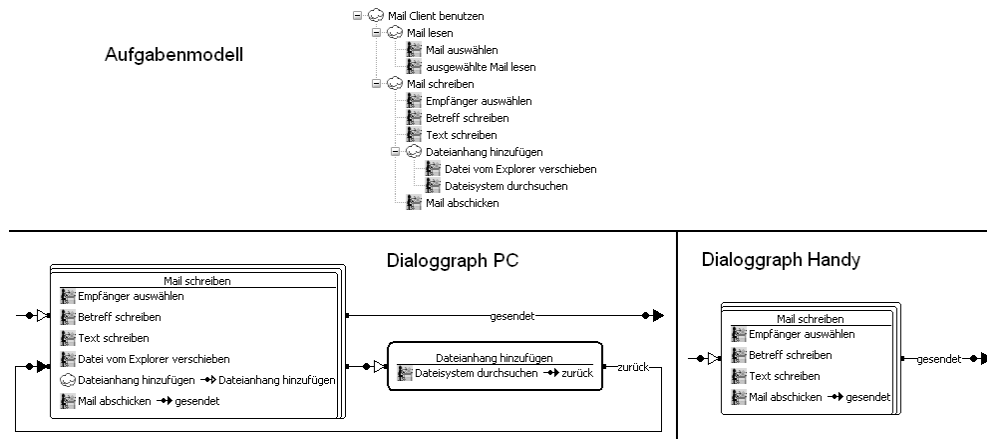 Aufgabenmodell
Mail Client benutzen
Mail lesen
Mail auswählen
ausgewählte Mail lesen
Mail schreiben
Empfänger auswählen
Betreff schreiben
Text schreiben
Dateianhang hinzufügen
Datei vom Explorer verschieben
Dateisystem durchsuchen
Mail abschicken
Dialoggraph PC
Mail schreiben
Empfänger auswählen
Betreff schreiben
Text schreiben
Datei vom Explorer verschieben
Dateianhang hinzufügen Dateianhang hinzufügen
Mail abschicken gesendet
gesendet
Dateianhang hinzufügen
Dateisystem durchsuchen zurück
zurück
Dialoggraph Handy
Mail schreiben
Empfänger auswählen
Betreff schreiben
Text schreiben
Mail abschicken gesendet
gesendet